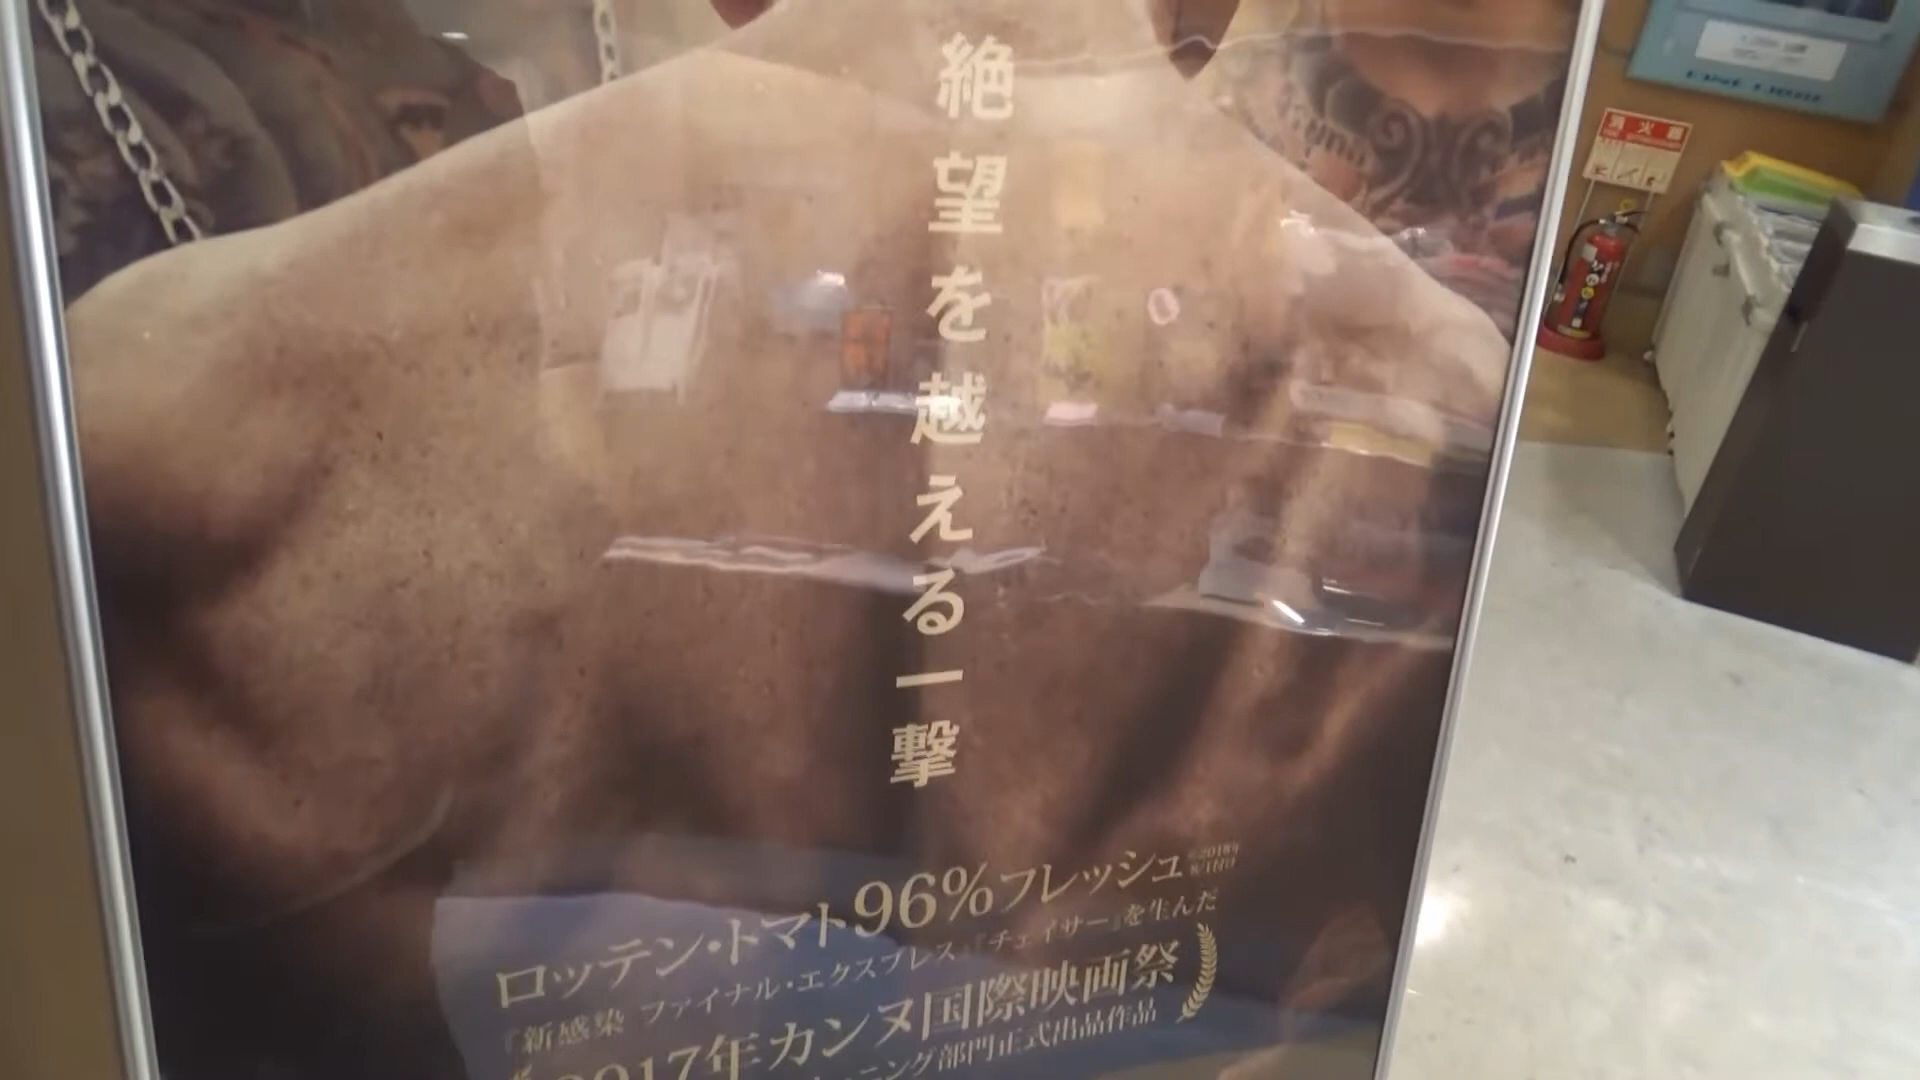 絶望を越える一撃
消火器
ロッテン・トマト96%フレッシュ
『新感染 ファイナル・エクスプレス』『チェイサー』を生んだ
2017年カンヌ国際映画祭
ニング部門正式出品作品